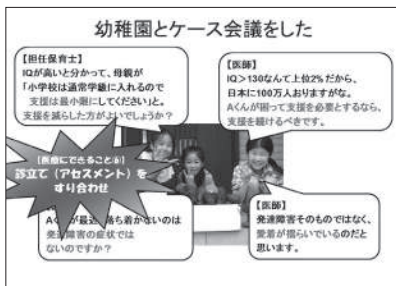 幼稚園とケース会議をした
【担任保育士】
IQが高いと分かって、母親が
「小学校は通常学級に入れるので
支援は最小限にしてください」と。
支援を減らした方がよいでしょうか？
【医師】
IQ＞130なんて上位2%だから、
日本に100万人おりますがな。
Aくんが困って支援を必要とするなら、
支援を続けるべきです。
【医療にできること⑥】
診立て（アセスメント）を
すり合わせ
Aくんが最近落ち着かないのは
発達障害の症状では
ないのですか？
【医師】
発達障害そのものではなく、
愛着が揺らいでいるのだと
思います。